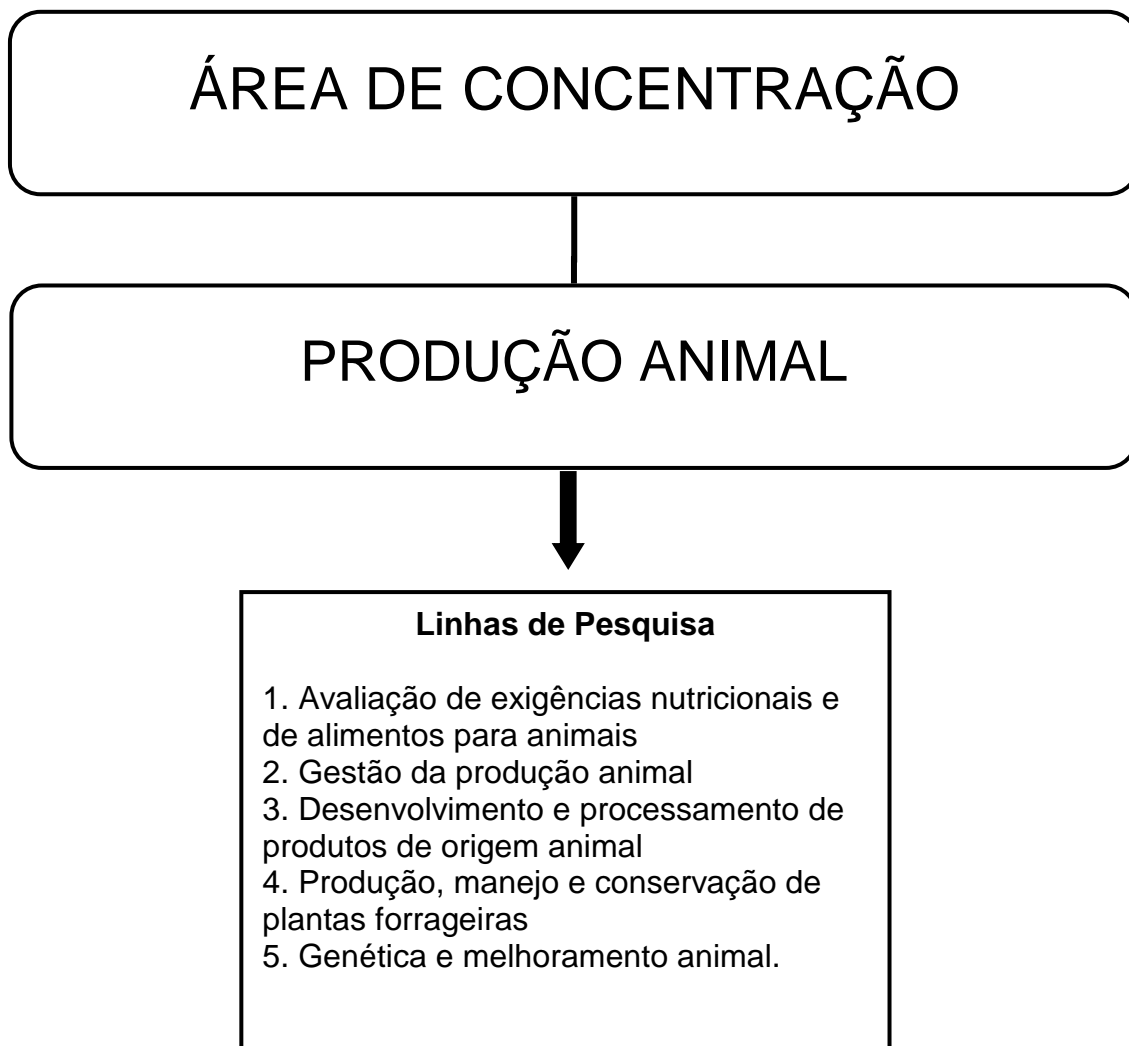 ÁREA DE CONCENTRAÇÃO
PRODUÇÃO ANIMAL
Linhas de Pesquisa
1. Avaliação de exigências nutricionais e
de alimentos para animais
2. Gestão da produção animal
3. Desenvolvimento e processamento de
produtos de origem animal
4. Produção, manejo e conservação de
plantas forrageiras
5. Genética e melhoramento animal.